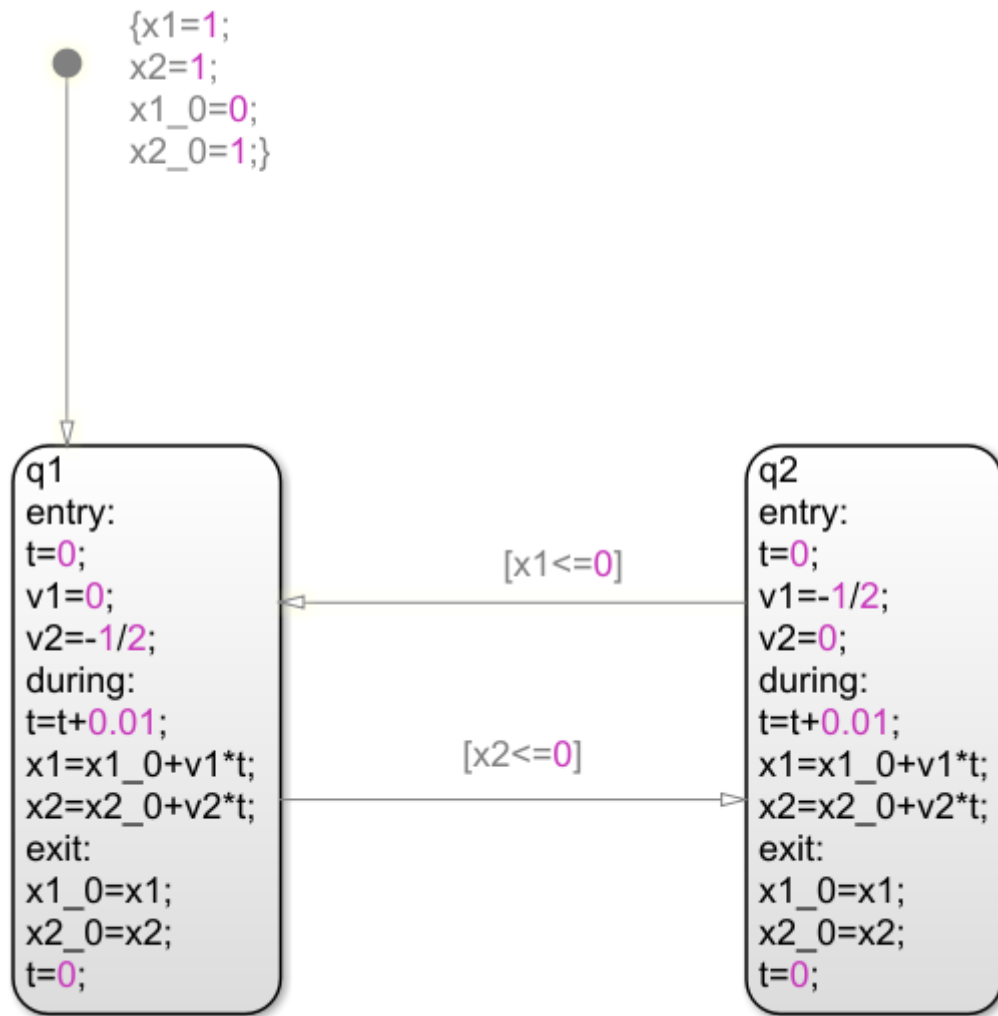 {x1=1;
x2=1;
x1_0=0;
x2_0=1;}
q1
entry:
t=0;
v1=0;
v2=-1/2;
during:
t=t+0.01;
x1=x1_0+v1*t;
x2=x2_0+v2*t;
exit:
x1_0=x1;
x2_0=x2;
t=0;
[x1<=0]
[x2<=0]
q2
entry:
t=0;
v1=-1/2;
v2=0;
during:
t=t+0.01;
x1=x1_0+v1*t;
x2=x2_0+v2*t;
exit:
x1_0=x1;
x2_0=x2;
t=0;